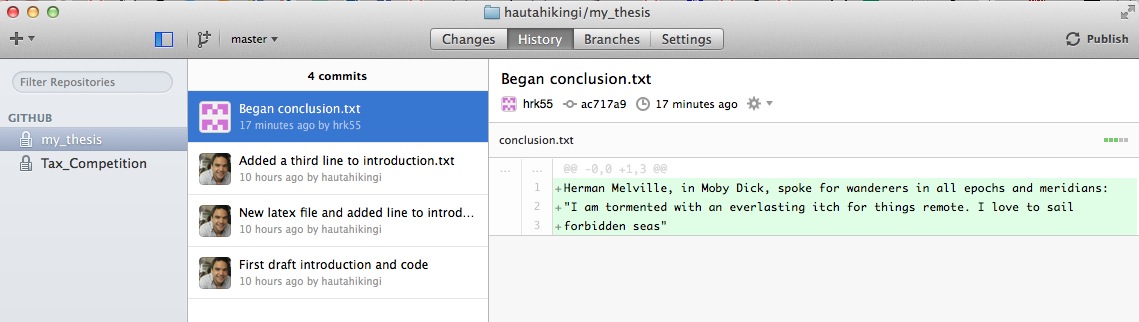 hautahikingi/my_thesis
master
Changes
History
Branches
Settings
Publish
Filter Repositories
GITHUB
my_thesis
Tax_Competition
4 commits
Began conclusion.txt
17 minutes ago by hrk55
Added a third line to introduction.txt
10 hours ago by hautahikingi
New latex file and added line to introd...
10 hours ago by hautahikingi
First draft introduction and code
10 hours ago by hautahikingi
Began conclusion.txt
hrk55 ac717a9 17 minutes ago
conclusion.txt
... ... @@ -0,0 +1,3 @@
1 +Herman Melville, in Moby Dick, spoke for wanderers in all epochs and meridians:
2 +"I am tormented with an everlasting itch for things remote. I love to sail
3 +forbidden seas"